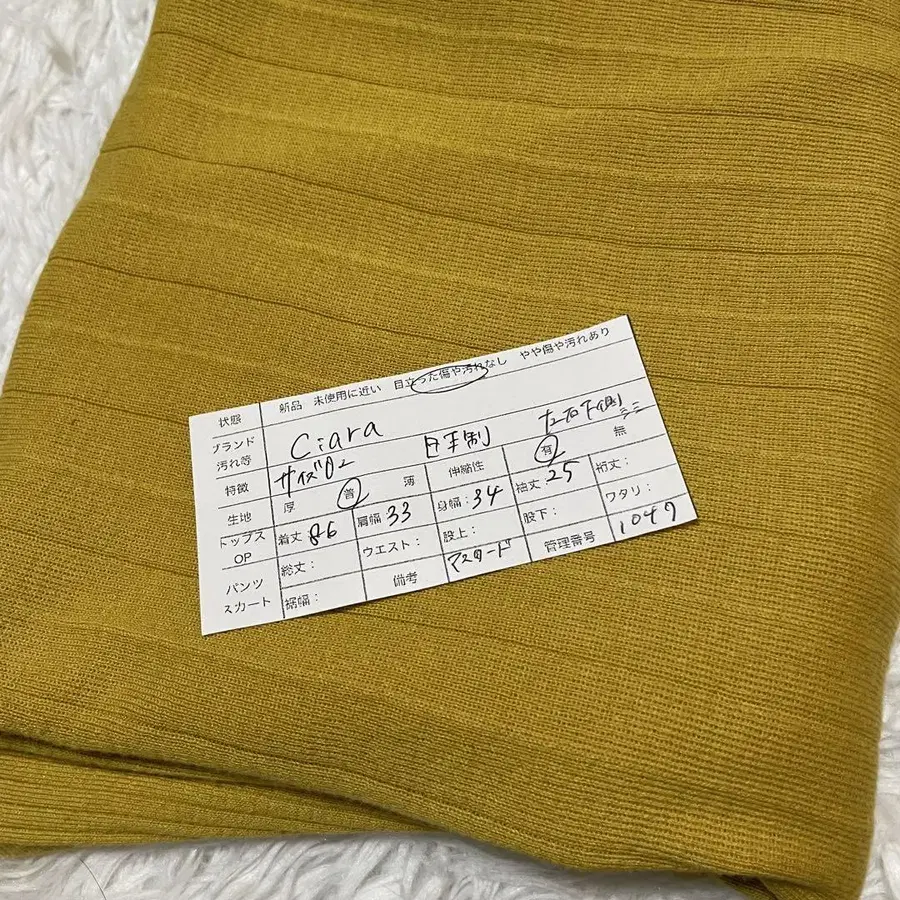 状態 新品 未使用に近い 目立った傷や汚れなし やや傷や汚れあり
ブランド Ciara 日本製
汚れ等
特徴 サイズ02 伸縮性 有 無
生地 厚 普 薄
トップス OP 着丈 86 肩幅 33 身幅: 34 袖丈: 25 裄丈:
パンツ スカート 総丈: ウエスト: 股上: 股下: ワタリ:
裾幅: 備考 マスタード 管理番号 1047